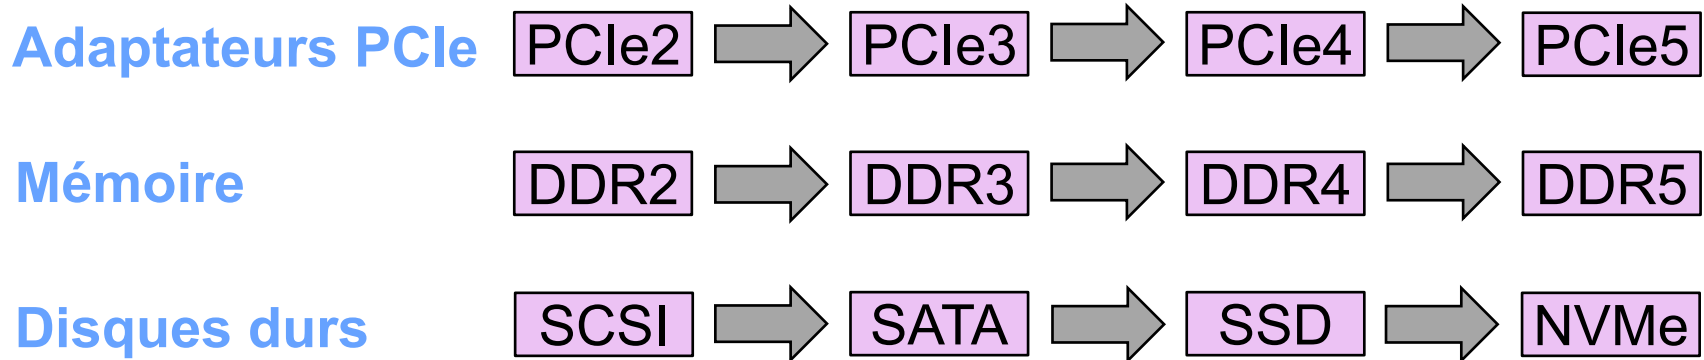 Adaptateurs PCIe PCIe2 PCIe3 PCIe4 PCIe5
Mémoire DDR2 DDR3 DDR4 DDR5
Disques durs SCSI SATA SSD NVMe